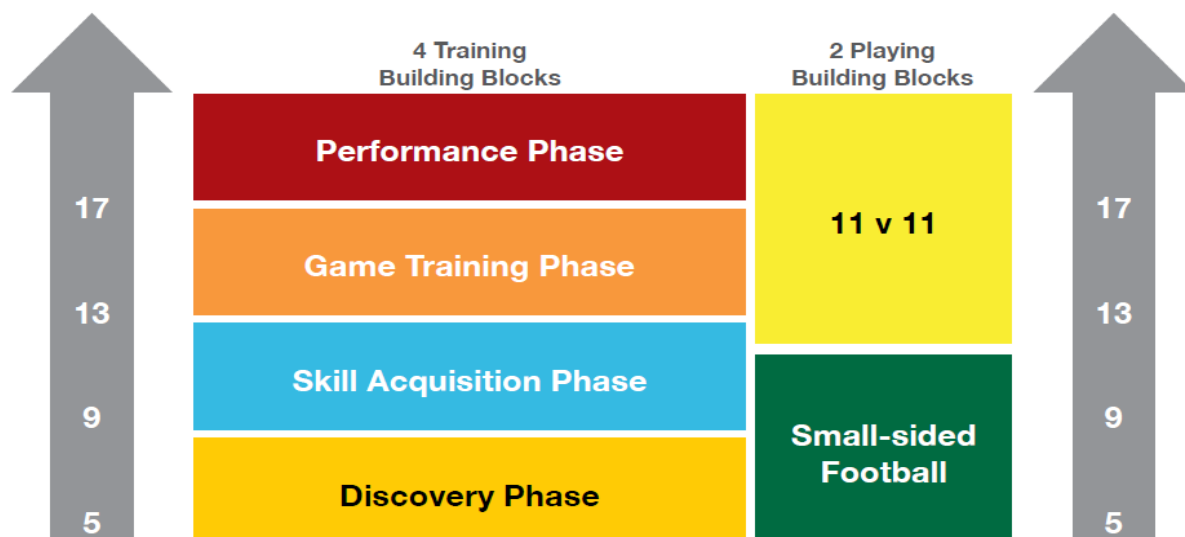 4 Training
Building Blocks
2 Playing
Building Blocks
Performance Phase
11 v 11
17
17
Game Training Phase
13
13
Skill Acquisition Phase
9
9
Small-sided
Football
Discovery Phase
5
5